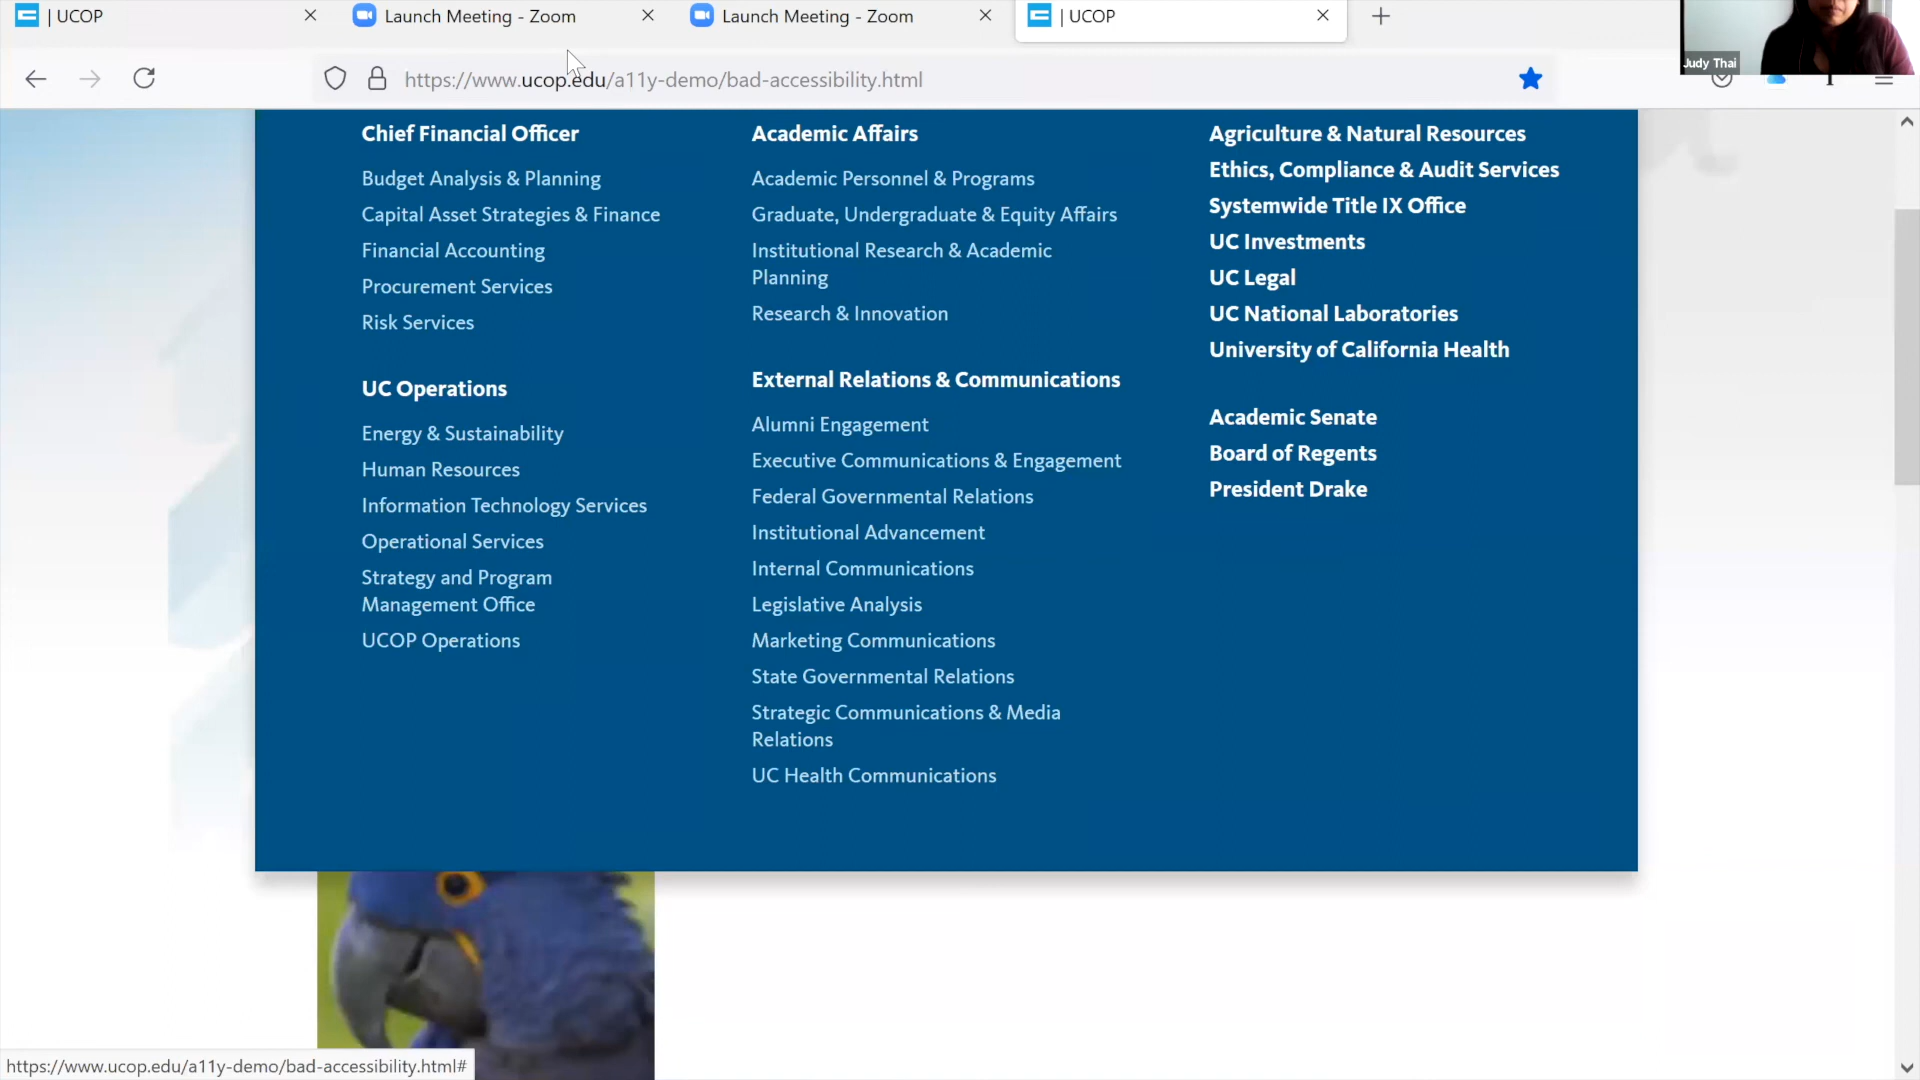 | UCOP
Launch Meeting - Zoom
Launch Meeting - Zoom
| UCOP
Judy Thai
https://www.ucop.edu/a11y-demo/bad-accessibility.html
Chief Financial Officer
Budget Analysis & Planning
Capital Asset Strategies & Finance
Financial Accounting
Procurement Services
Risk Services
UC Operations
Energy & Sustainability
Human Resources
Information Technology Services
Operational Services
Strategy and Program
Management Office
UCOP Operations
Academic Affairs
Academic Personnel & Programs
Graduate, Undergraduate & Equity Affairs
Institutional Research & Academic
Planning
Research & Innovation
External Relations & Communications
Alumni Engagement
Executive Communications & Engagement
Federal Governmental Relations
Institutional Advancement
Internal Communications
Legislative Analysis
Marketing Communications
State Governmental Relations
Strategic Communications & Media
Relations
UC Health Communications
Agriculture & Natural Resources
Ethics, Compliance & Audit Services
Systemwide Title IX Office
UC Investments
UC Legal
UC National Laboratories
University of California Health
Academic Senate
Board of Regents
President Drake
https://www.ucop.edu/a11y-demo/bad-accessibility.html#